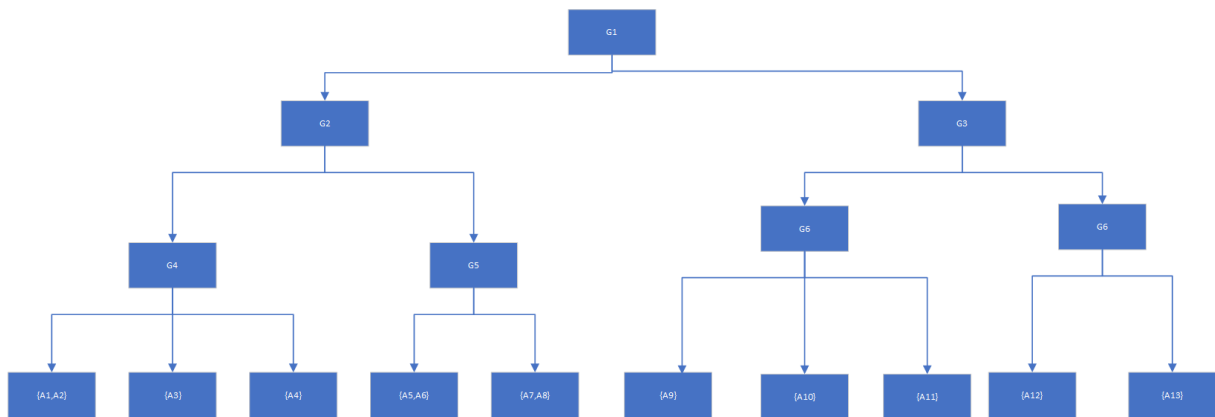 G1
G2
G3
G6
G6
G4
G5
{A1,A2}
{A3}
{A4}
{A5,A6}
{A7,A8}
{A9}
{A10}
{A11}
{A12}
{A13}